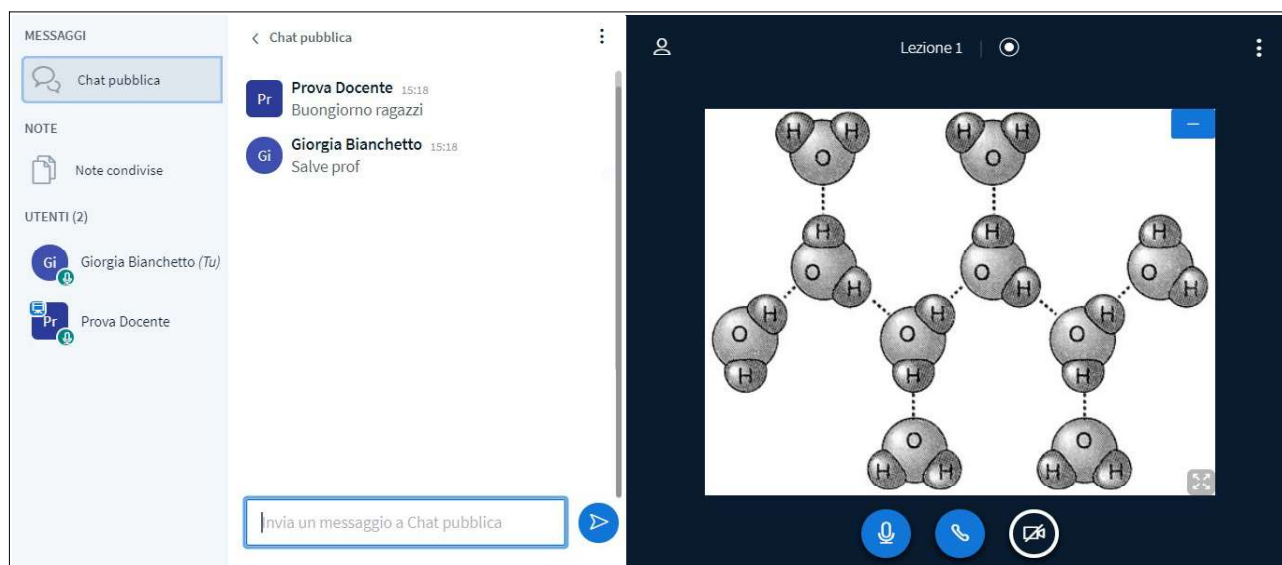 MESSAGGI
Chat pubblica
NOTE
Note condivise
UTENTI (2)
Gi
Giorgia Bianchetto (Tu)
Pr
Prova Docente
Chat pubblica
Pr
Prova Docente 15:18
Buongiorno ragazzi
Gi
Giorgia Bianchetto 15:18
Salve prof
Invia un messaggio a Chat pubblica
Lezione 1
H H H H
O O
H H H
O H O H O H
H H H
O O O
H H H
O O
H H H H